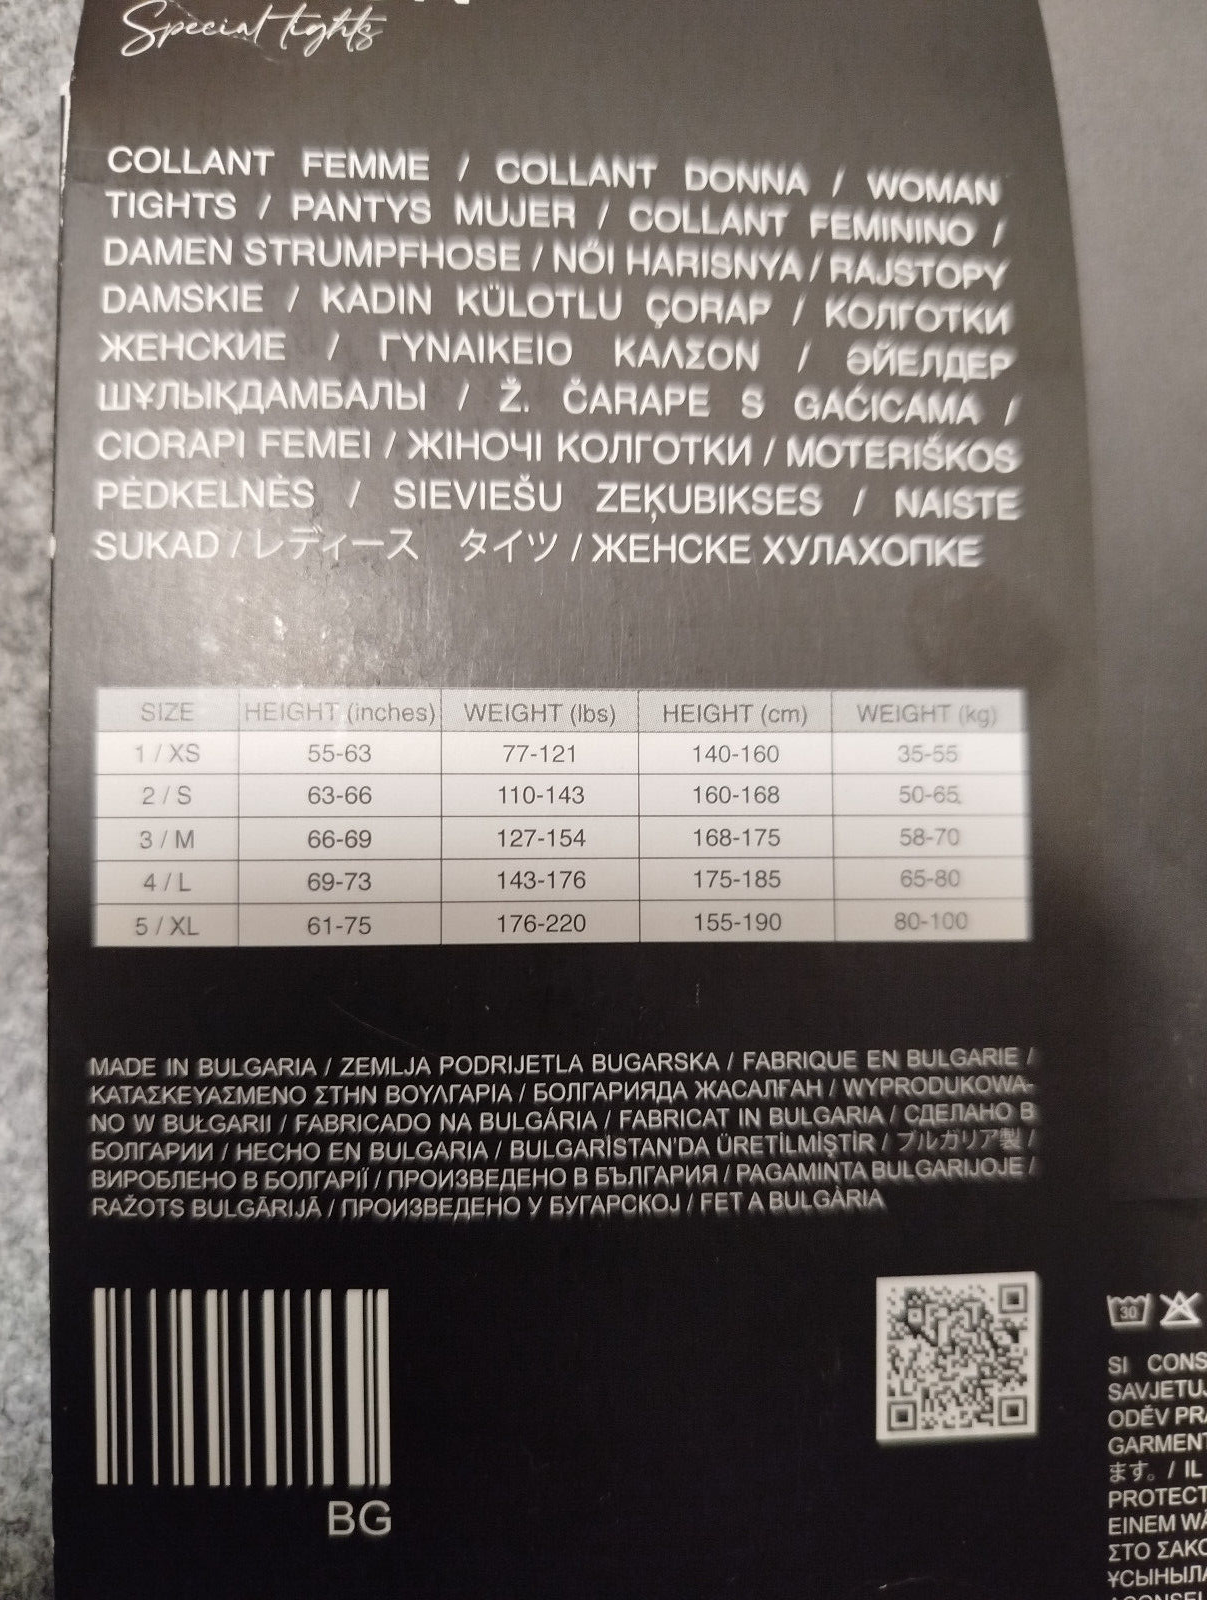 Special tights
COLLANT FEMME / COLLANT DONNA / WOMAN
TIGHTS / PANTYS MUJER / COLLANT FEMININO /
DAMEN STRUMPFHOSE / NŐI HARISNYA / RAJSTOPY
DAMSKIE / KADIN KÜLOTLU ÇORAP / КОЛГОТКИ
ЖЕНСКИЕ / ΓΥΝΑΙΚΕΙΟ ΚΑΛΣΟΝ / ӘЙЕЛДЕР
ШҰЛЫҚДАМБАЛЫ / Ž. ČARAPE S GAĆICAMA /
CIORAPI FEMEI / ЖІНОЧІ КОЛГОТКИ / MOTERIŠKOS
PĖDKELNĖS / SIEVIEŠU ZEĶUBIKSES / NAISTE
SUKAD / レディース タイツ / ЖЕНСКЕ ХУЛАХОПКЕ
SIZE HEIGHT (inches) WEIGHT (lbs) HEIGHT (cm) WEIGHT (kg)
1 / XS 55-63 77-121 140-160 35-55
2 / S 63-66 110-143 160-168 50-65
3 / M 66-69 127-154 168-175 58-70
4 / L 69-73 143-176 175-185 65-80
5 / XL 61-75 176-220 155-190 80-100
MADE IN BULGARIA / ZEMLJA PODRIJETLA BUGARSKA / FABRIQUE EN BULGARIE /
ΚΑΤΑΣΚΕΥΑΣΜΕΝΟ ΣΤΗΝ ΒΟΥΛΓΑΡΙΑ / БОЛГАРИЯДА ЖАСАЛҒАН / WYPRODUKOWA-
NO W BUŁGARII / FABRICADO NA BULGÁRIA / FABRICAT IN BULGARIA / СДЕЛАНО В
БОЛГАРИИ / HECHO EN BULGARIA / BULGARİSTAN'DA ÜRETİLMİŞTİR / ブルガリア製 /
ВИРОБЛЕНО В БОЛГАРІЇ / ПРОИЗВЕДЕНО В БЪЛГАРИЯ / PAGAMINTA BULGARIJOJE /
RAŽOTS BULGĀRIJĀ / ПРОИЗВЕДЕНО У БУГАРСКОЈ / FET A BULGÀRIA
BG
30
SI CONS
SAVJETUJ
ODĚV PRA
GARMENT
ます。 / IL
PROTECT
EINEM WÄ
ΣΤΟ ΣΑΚΟ
ҰСЫНЫЛА